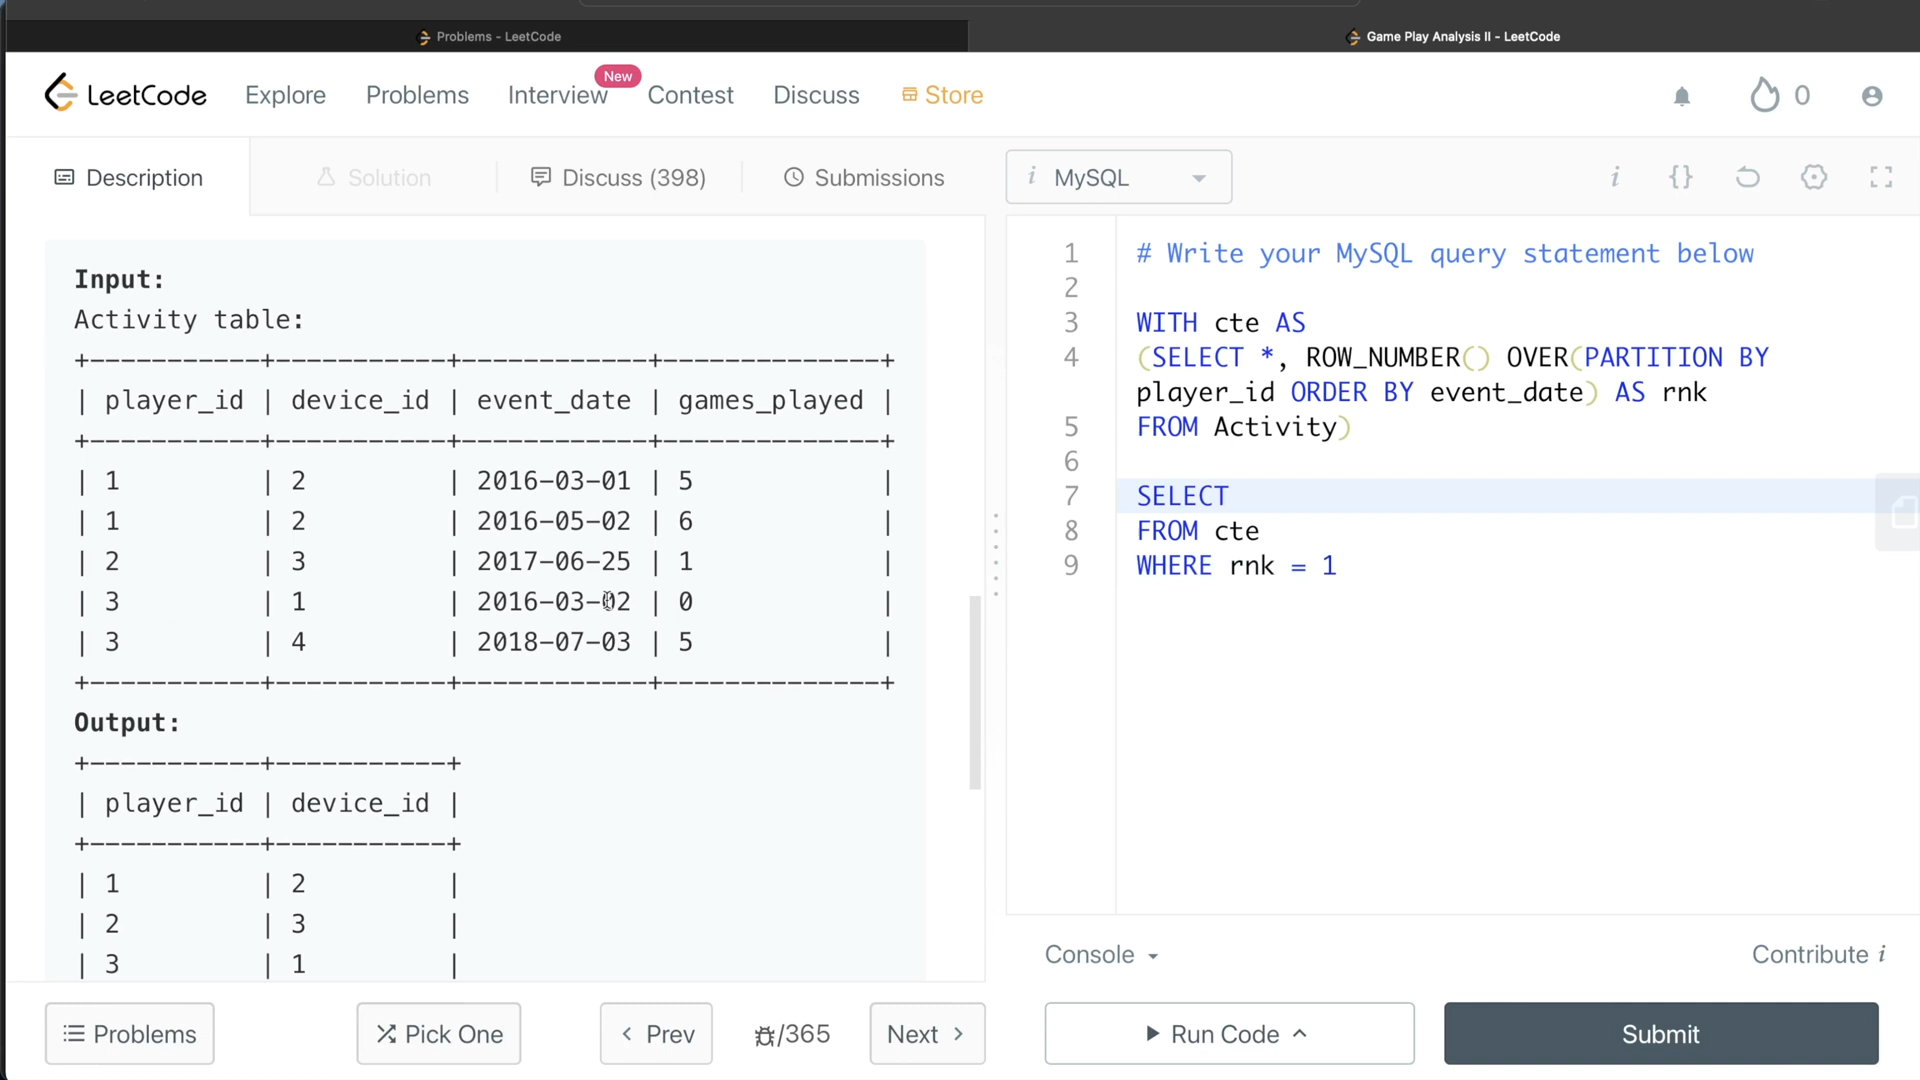 Problems - LeetCode
Game Play Analysis II - LeetCode
LeetCode Explore Problems Interview New Contest Discuss Store 0
Description Solution Discuss (398) Submissions
i MySQL
Input:
Activity table:
+-----------+-----------+------------+--------------+
| player_id | device_id | event_date | games_played |
+-----------+-----------+------------+--------------+
| 1         | 2         | 2016-03-01 | 5            |
| 1         | 2         | 2016-05-02 | 6            |
| 2         | 3         | 2017-06-25 | 1            |
| 3         | 1         | 2016-03-02 | 0            |
| 3         | 4         | 2018-07-03 | 5            |
+-----------+-----------+------------+--------------+
Output:
+-----------+-----------+
| player_id | device_id |
+-----------+-----------+
| 1         | 2         |
| 2         | 3         |
| 3         | 1         |
i {}
1 # Write your MySQL query statement below
2
3 WITH cte AS
4 (SELECT *, ROW_NUMBER() OVER(PARTITION BY
player_id ORDER BY event_date) AS rnk
5 FROM Activity)
6
7 SELECT
8 FROM cte
9 WHERE rnk = 1
Console
Contribute i
Problems Pick One < Prev /365 Next >
Run Code
Submit